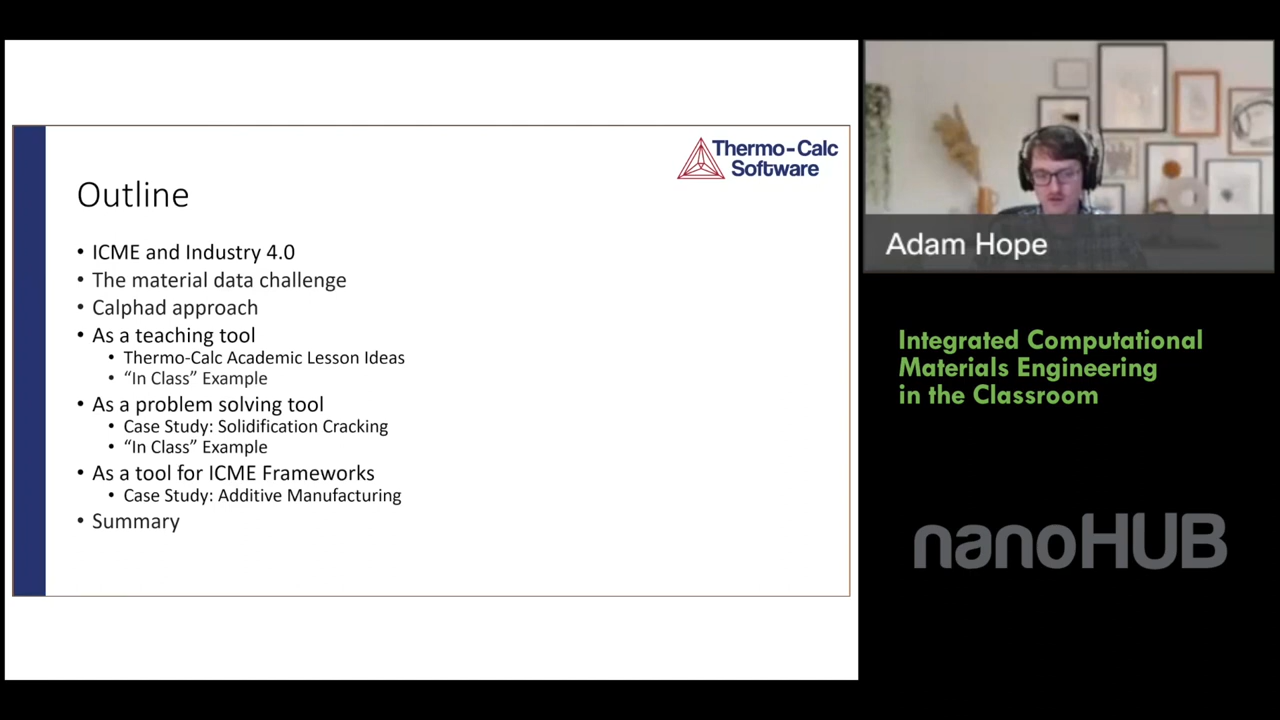 Thermo-Calc
Software
Outline
• ICME and Industry 4.0
• The material data challenge
• Calphad approach
• As a teaching tool
• Thermo-Calc Academic Lesson Ideas
• “In Class” Example
• As a problem solving tool
• Case Study: Solidification Cracking
• “In Class” Example
• As a tool for ICME Frameworks
• Case Study: Additive Manufacturing
• Summary
Adam Hope
Integrated Computational
Materials Engineering
in the Classroom
nanoHUB